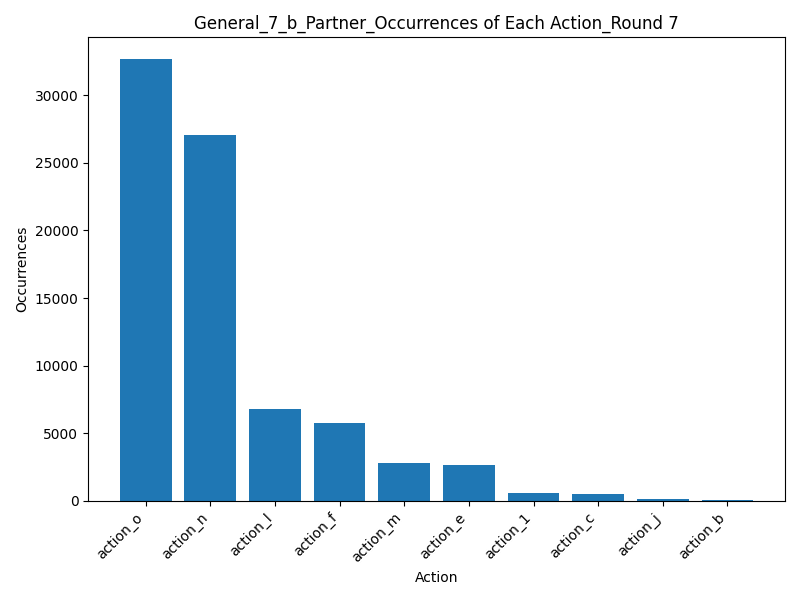 General_7_b_Partner_Occurrences of Each Action_Round 7
30000
25000
20000
15000
10000
5000
0
Occurrences
action_o
action_n
action_l
action_f
action_m
action_e
action_1
action_c
action_j
action_b
Action